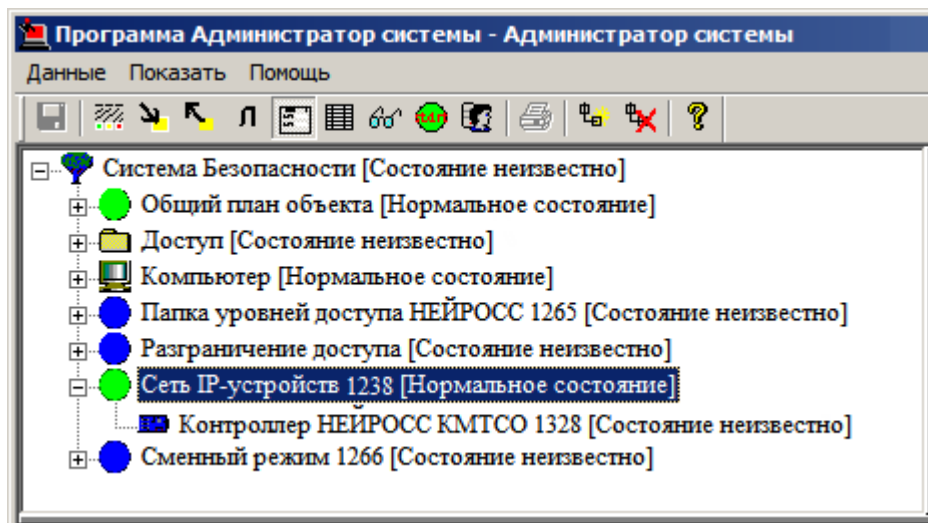 Программа Администратор системы - Администратор системы
Данные Показать Помощь
Л ?
Система Безопасности [Состояние неизвестно]
Общий план объекта [Нормальное состояние]
Доступ [Состояние неизвестно]
Компьютер [Нормальное состояние]
Папка уровней доступа НЕЙРОСС 1265 [Состояние неизвестно]
Разграничение доступа [Состояние неизвестно]
Сеть IP-устройств 1238 [Нормальное состояние]
Контроллер НЕЙРОСС КМТСО 1328 [Состояние неизвестно]
Сменный режим 1266 [Состояние неизвестно]